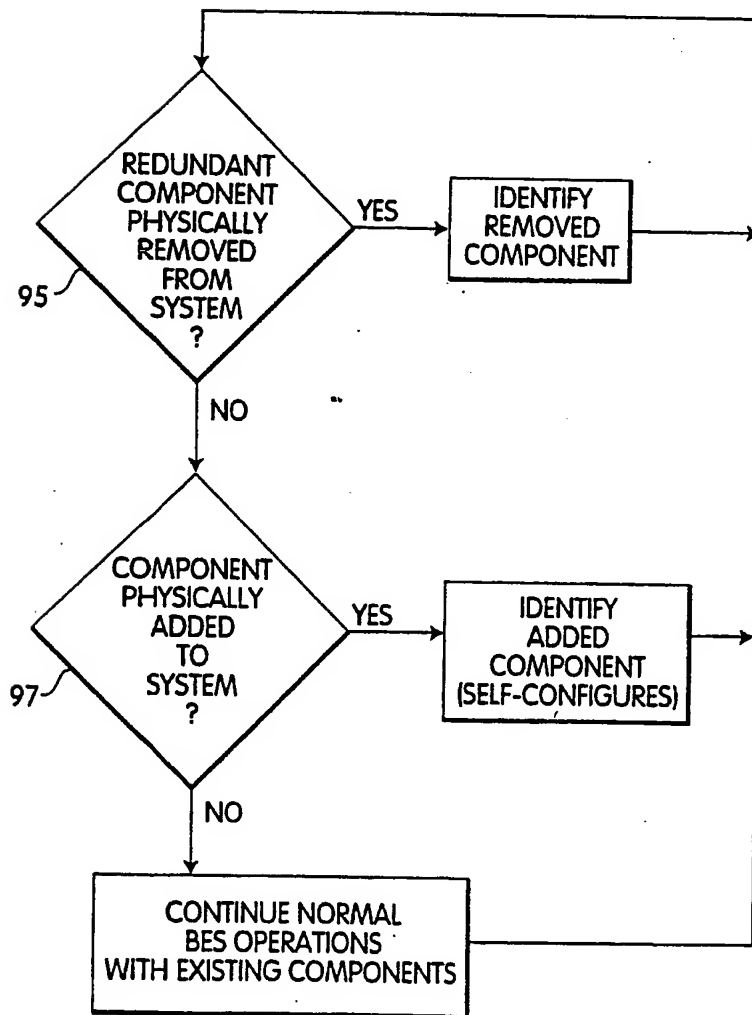 REDUNDANT
COMPONENT
PHYSICALLY
REMOVED
FROM
SYSTEM
?
YES
IDENTIFY
REMOVED
COMPONENT
95
NO
COMPONENT
PHYSICALLY
ADDED
TO
SYSTEM
?
YES
IDENTIFY
ADDED
COMPONENT
(SELF-CONFIGURES)
97
NO
CONTINUE NORMAL
BES OPERATIONS
WITH EXISTING COMPONENTS